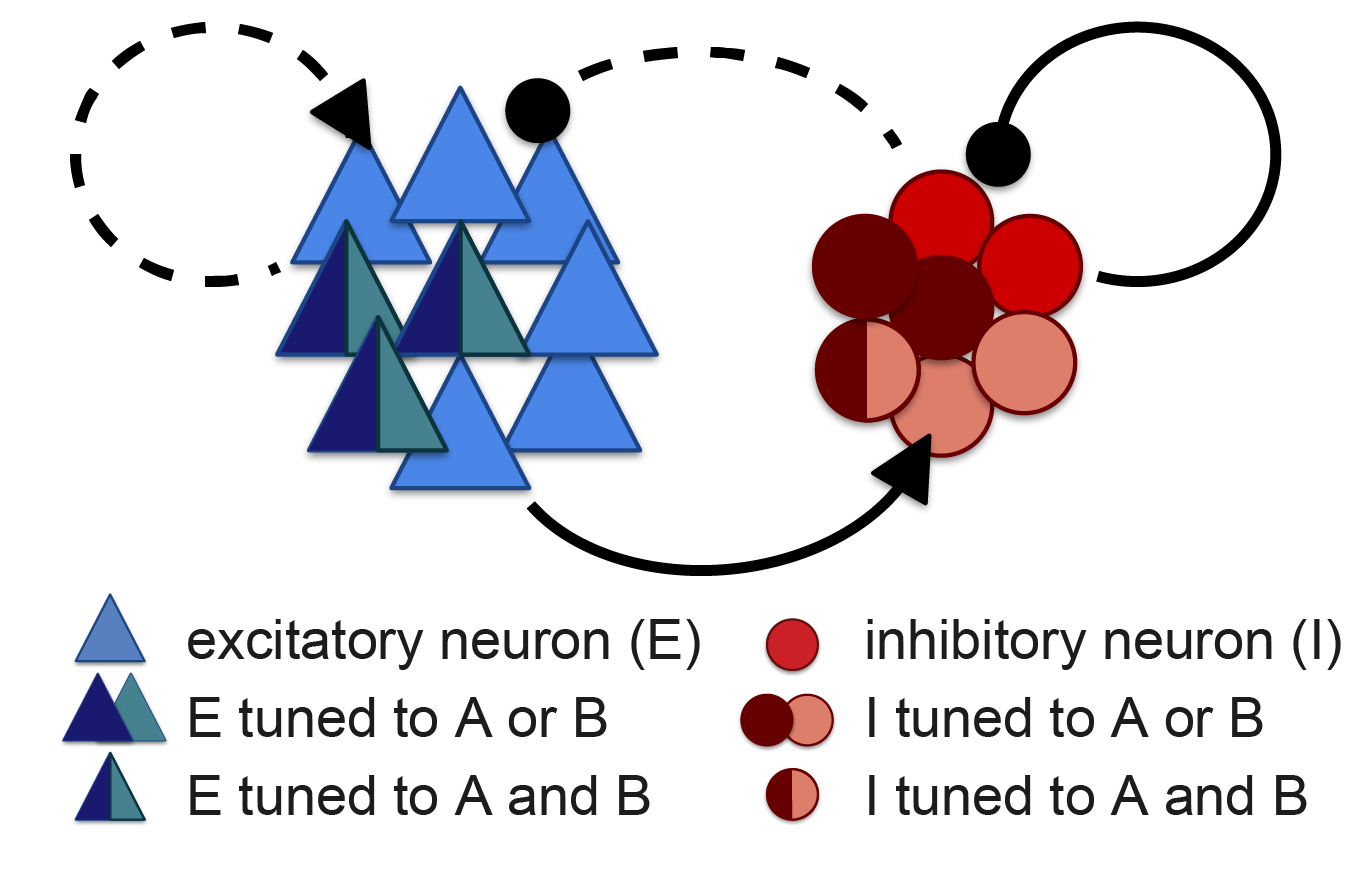 excitatory neuron (E)
E tuned to A or B
E tuned to A and B
inhibitory neuron (I)
I tuned to A or B
I tuned to A and B